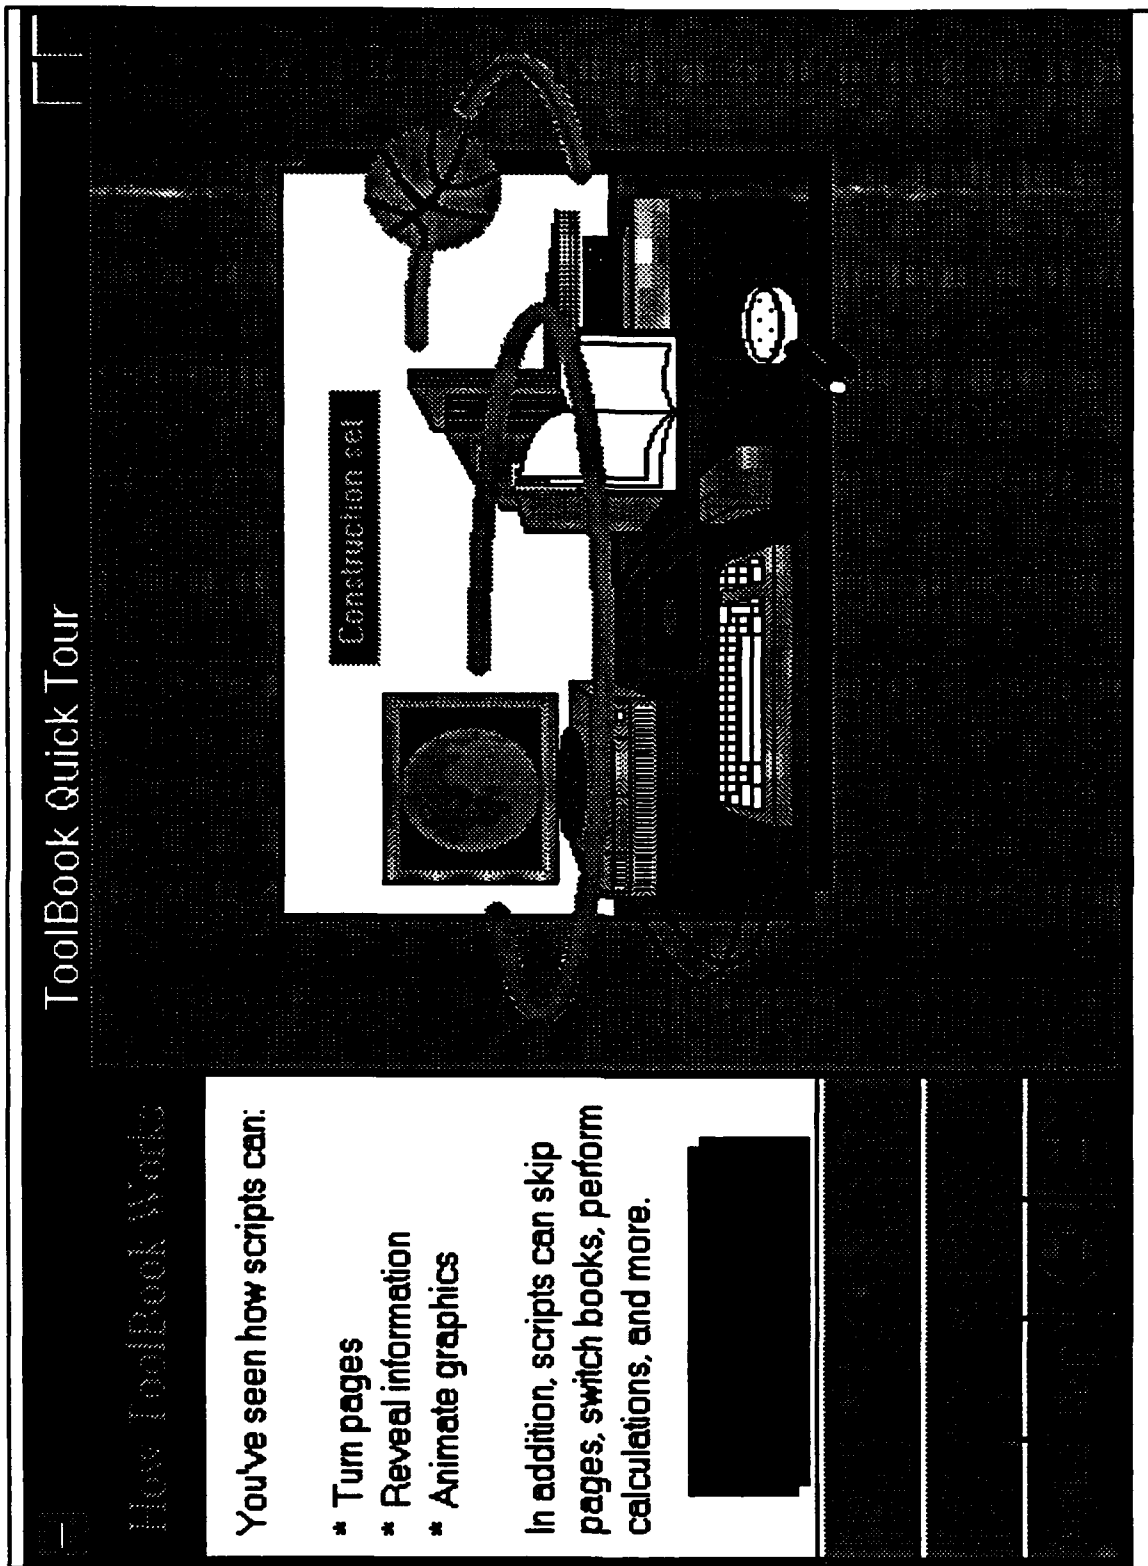 ToolBook Quick Tour
How ToolBook Works
You've seen how scripts can:
* Turn pages
* Reveal information
* Animate graphics
In addition, scripts can skip
pages, switch books, perform
calculations, and more.
Construction set